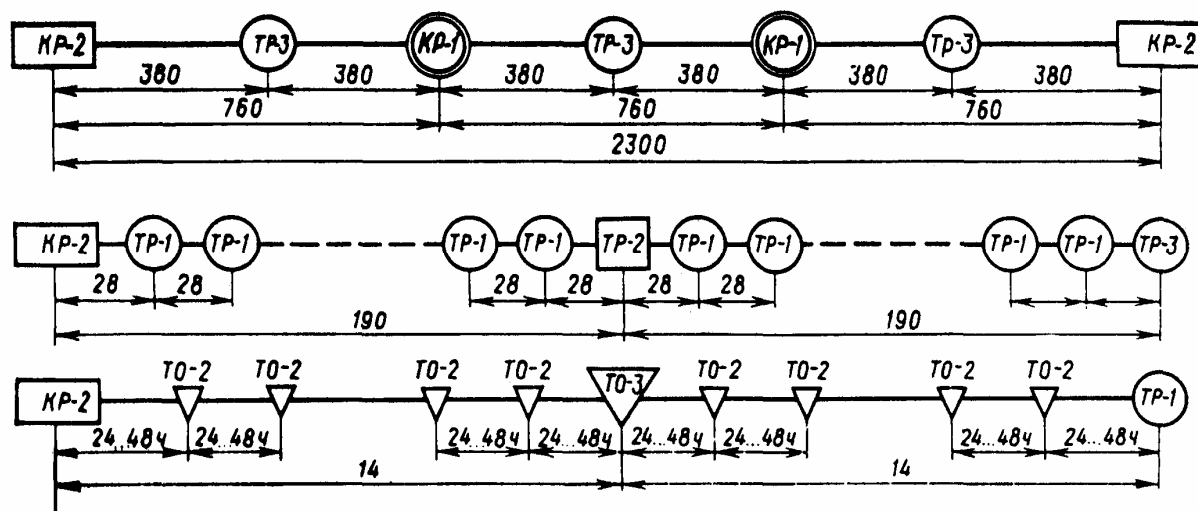 КР-2 ТР-3 КР-1 ТР-3 КР-1 Тр-3 КР-2
380 380 380 380 380 380
760 760 760
2300
КР-2 ТР-1 ТР-1 ТР-1 ТР-1 ТР-2 ТР-1 ТР-1 ТР-1 ТР-1 ТР-3
28 28 28 28 28 28
190 190
ТО-2 ТО-2 ТО-2 ТО-2 ТО-3 ТО-2 ТО-2 ТО-2 ТО-2
КР-2 ТР-1
24...48ч 24...48ч 24...48ч 24...48ч 24...48ч 24...48ч 24...48ч 24...48ч
14 14